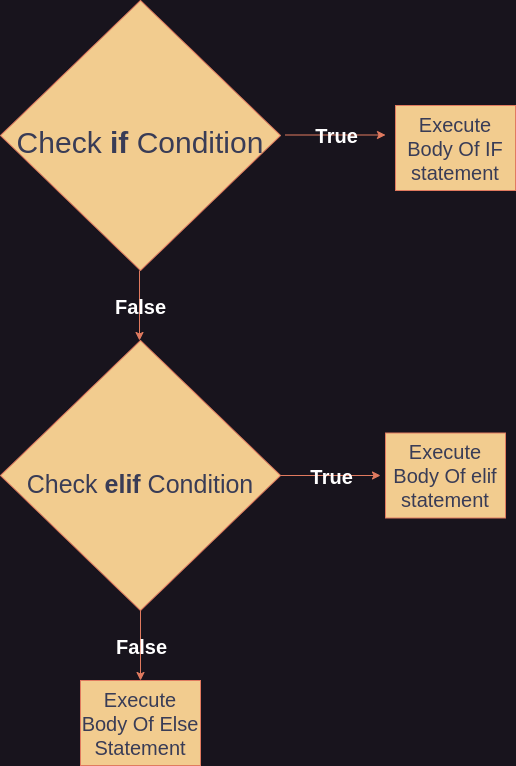 Check if Condition
True
Execute
Body Of IF
statement
False
Check elif Condition
True
Execute
Body Of elif
statement
False
Execute
Body Of Else
Statement